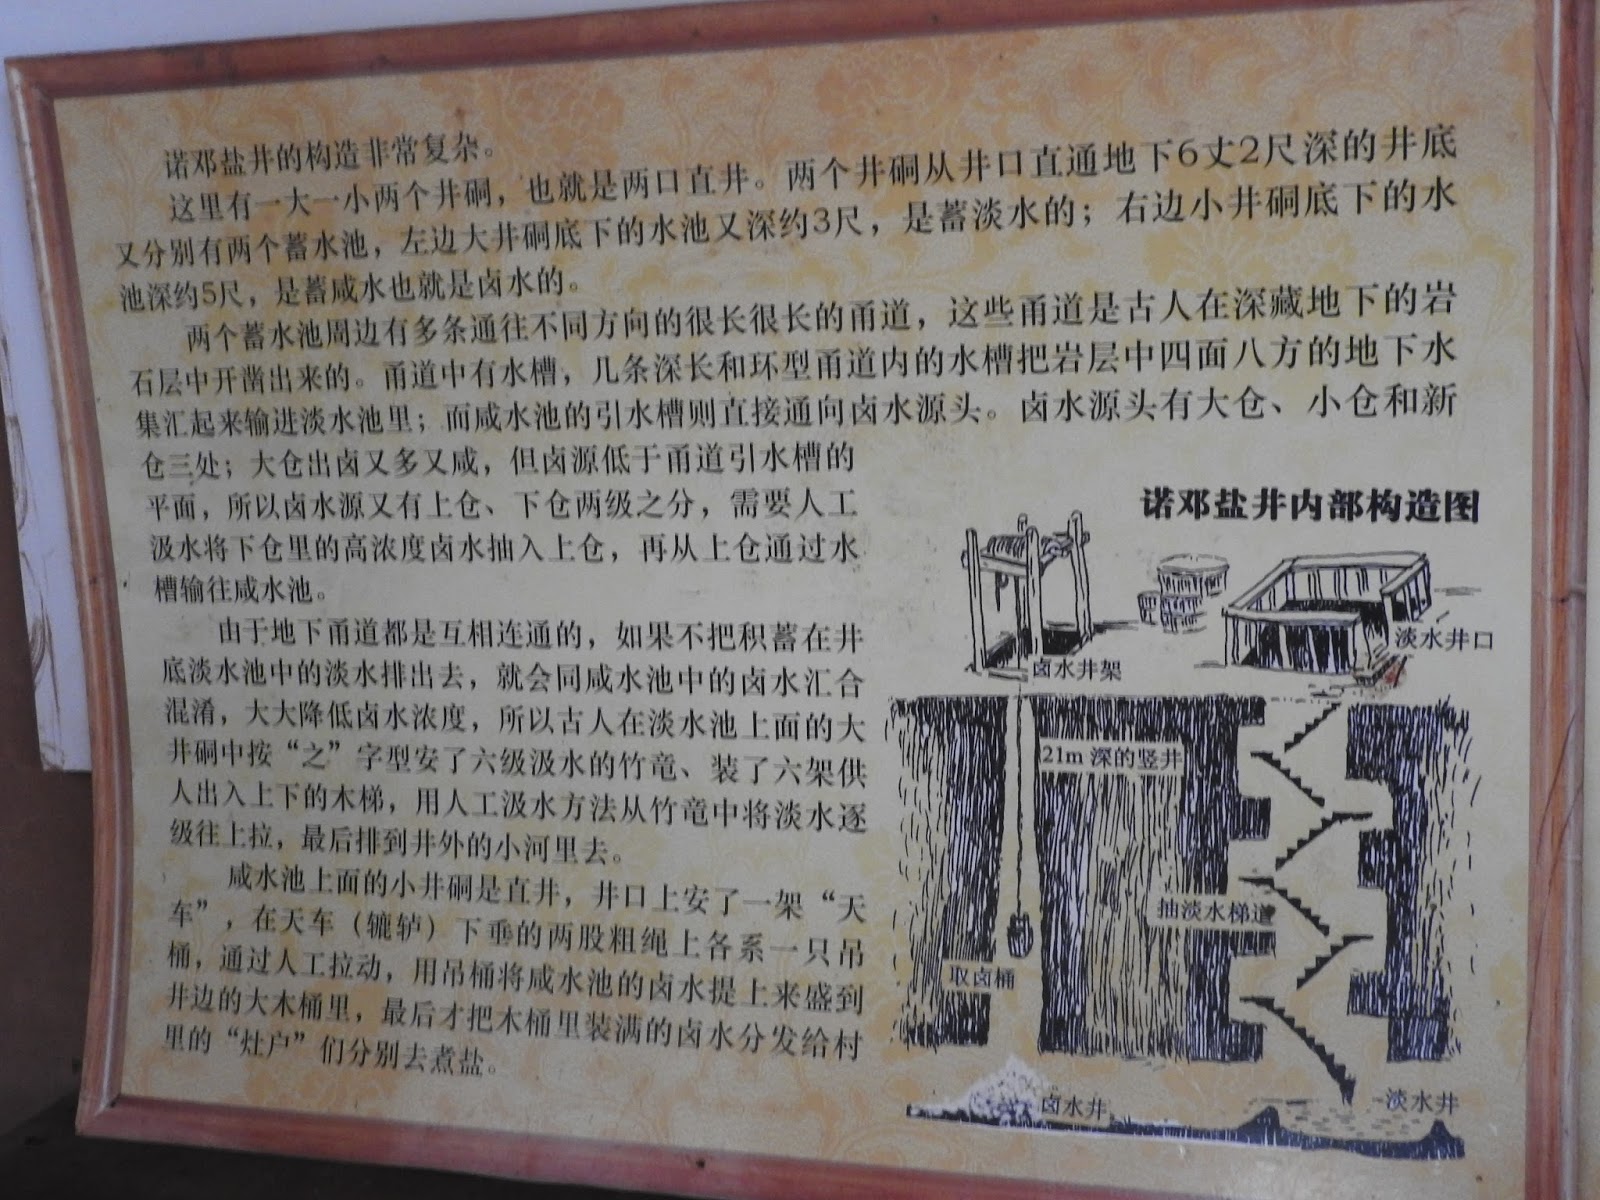 诺邓盐井的构造非常复杂。
这里有一大一小两个井硐，也就是两口直井。两个井硐从井口直通地下6丈2尺深的井底
又分别有两个蓄水池，左边大井硐底下的水池又深约3尺，是蓄淡水的；右边小井硐底下的水
池深约5尺，是蓄咸水也就是卤水的。
两个蓄水池周边有多条通往不同方向的很长很长的甬道，这些甬道是古人在深藏地下的岩
石层中开凿出来的。甬道中有水槽，几条深长和环型甬道内的水槽把岩层中四面八方的地下水
集汇起来输进淡水池里；而咸水池的引水槽则直接通向卤水源头。卤水源头有大仓、小仓和新
仓三处；大仓出卤又多又咸，但卤源低于甬道引水槽的
平面，所以卤水源又有上仓、下仓两级之分，需要人工
汲水将下仓里的高浓度卤水抽入上仓，再从上仓通过水
槽输往咸水池。
由于地下甬道都是互相连通的，如果不把积蓄在井
底淡水池中的淡水排出去，就会同咸水池中的卤水汇合
混淆，大大降低卤水浓度，所以古人在淡水池上面的大
井硐中按“之”字型安了六级汲水的竹竜、装了六架供
人出入上下的木梯，用人工汲水方法从竹竜中将淡水逐
级往上拉，最后排到井外的小河里去。
咸水池上面的小井硐是直井，井口上安了一架“天
车”，在天车（辘轳）下垂的两股粗绳上各系一只吊
桶，通过人工拉动，用吊桶将咸水池的卤水提上来盛到
井边的大木桶里，最后才把木桶里装满的卤水分发给村
里的“灶户”们分别去煮盐。
诺邓盐井内部构造图
淡水井口
卤水井架
21m 深的竖井
抽淡水梯道
取卤桶
卤水井
淡水井